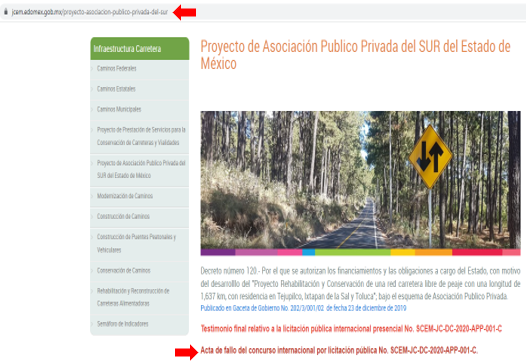 jcem.edomex.gob.mx/proyecto-asociacion-publico-privada-del-sur
Infraestructura Carretera
Caminos Federales
Caminos Estatales
Caminos Municipales
Proyecto de Prestación de Servicios para la
Conservación de Carreteras y Vialidades
Proyecto de Asociación Publico Privada del
SUR del Estado de México
Modernización de Caminos
Construcción de Caminos
Construcción de Puentes Peatonales y
Vehiculares
Conservación de Caminos
Rehabilitación y Reconstrucción de
Carreteras Alimentadoras
Semáforo de Indicadores
Proyecto de Asociación Publico Privada del SUR del Estado de
México
Decreto número 120.- Por el que se autorizan los financiamientos y las obligaciones a cargo del Estado, con motivo
del desarollo del "Proyecto Rehabilitación y Conservación de una red carretera libre de peaje con una longitud de
1,637 km, con residencia en Tejupilco, Ixtapan de la Sal y Toluca"; bajo el esquema de Asociación Publico Privada.
Publicado en Gaceta de Gobierno No. 202/3/001/02 de fecha 23 de diciembre de 2019
Testimonio final relativo a la licitación pública internacional presencial No. SCEM-JC-DC-2020-APP-001-C
Acta de fallo del concurso internacional por licitación pública No. SCEM-JC-DC-2020-APP-001-C.